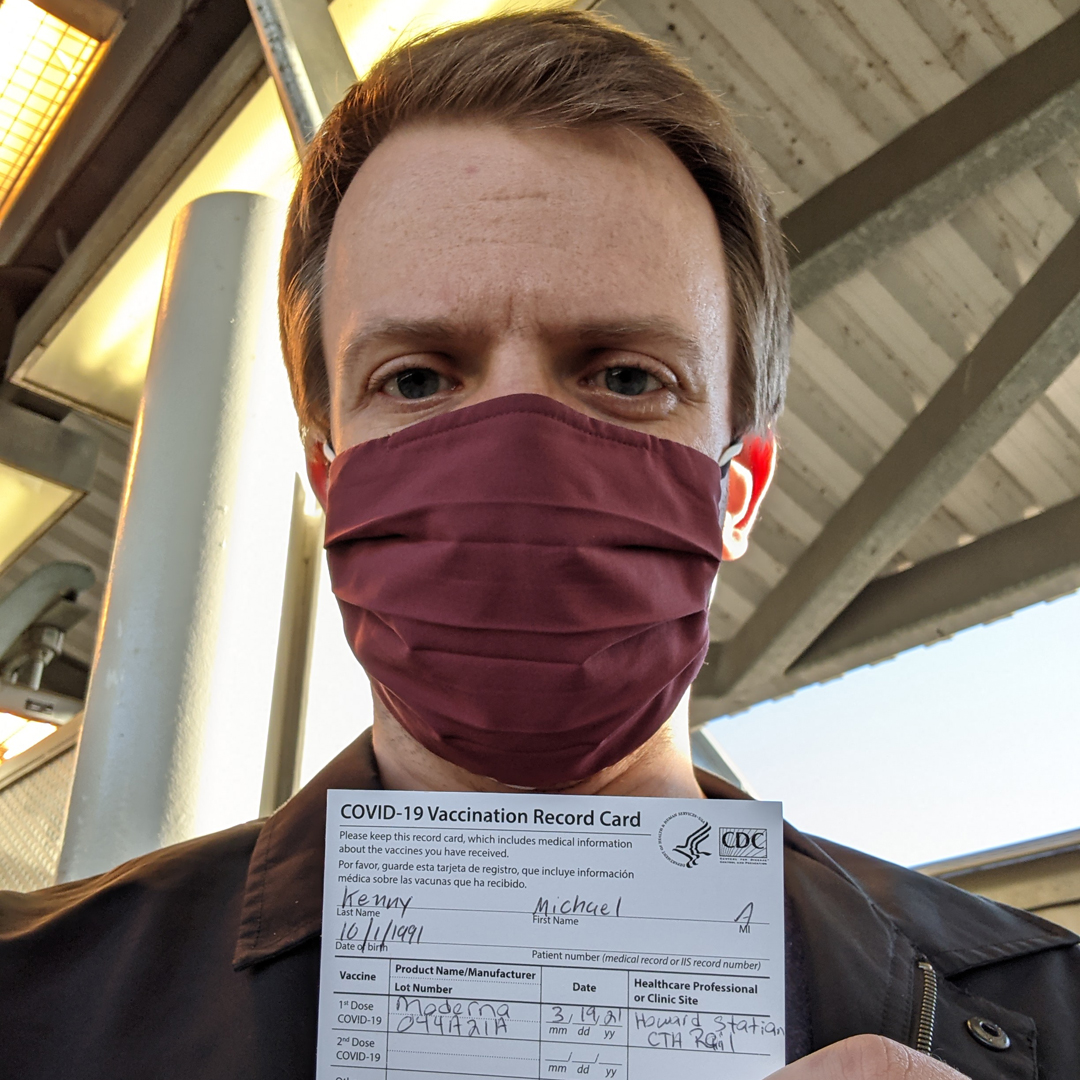 COVID-19 Vaccination Record Card
CDC
Please keep this record card, which includes medical information
about the vaccines you have received.
Por favor, guarde esta tarjeta de registro, que incluye información
médica sobre las vacunas que ha recibido.
Kenny Michael A
Last Name First Name MI
10/1/1991
Date of birth Patient number (medical record or IIS record number)
Vaccine Product Name/Manufacturer Date Healthcare Professional
Lot Number or Clinic Site
1st Dose Moderna 3/19/21 Howard Station
COVID-19 044A21A mm dd yy CTA Rail
2nd Dose
COVID-19 mm dd yy